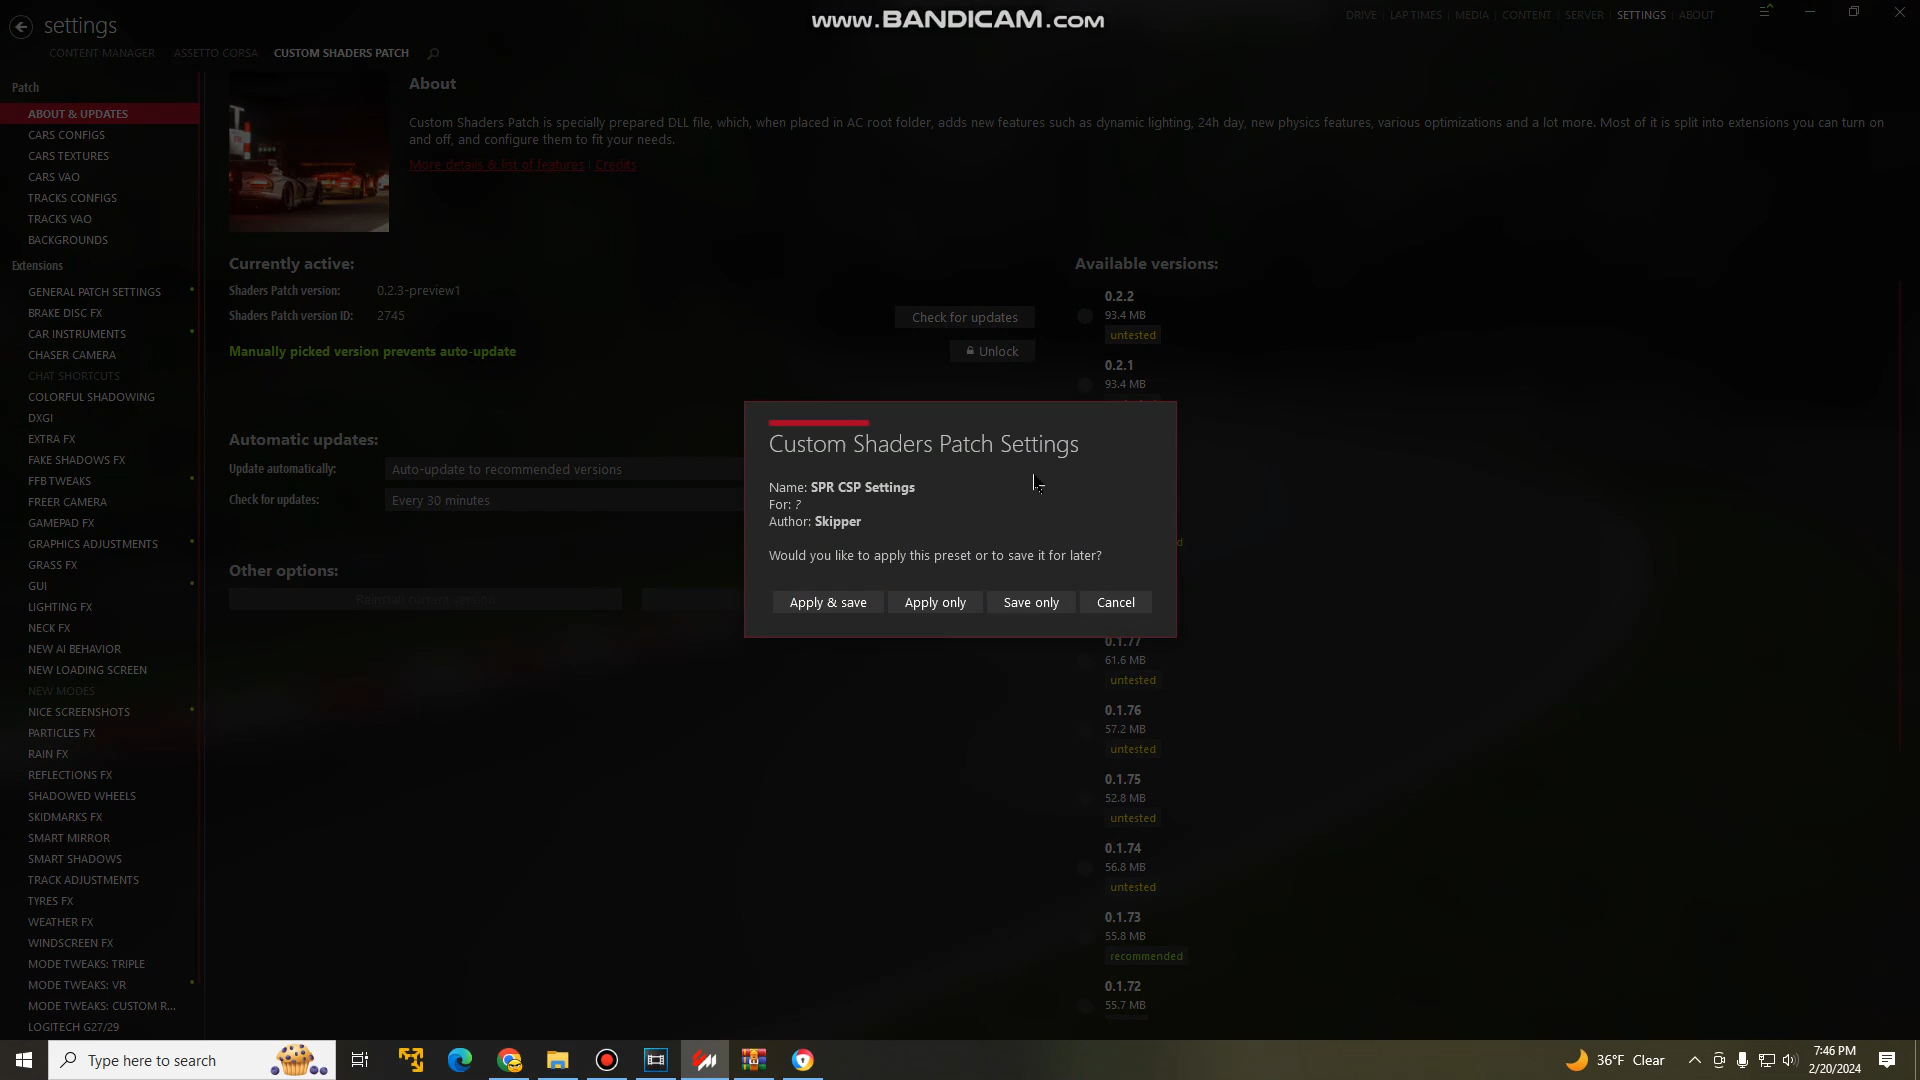 www.BANDICAM.com
settings
DRIVE | LAP TIMES | MEDIA | CONTENT | SERVER | SETTINGS | ABOUT
CONTENT MANAGER ASSETTO CORSA CUSTOM SHADERS PATCH
Patch
ABOUT & UPDATES
CARS CONFIGS
CARS TEXTURES
CARS VAO
TRACKS CONFIGS
TRACKS VAO
BACKGROUNDS
Extensions
GENERAL PATCH SETTINGS
BRAKE DISC FX
CAR INSTRUMENTS
CHASER CAMERA
CHAT SHORTCUTS
COLORFUL SHADOWING
DXGI
EXTRA FX
FAKE SHADOWS FX
FFB TWEAKS
FREER CAMERA
GAMEPAD FX
GRAPHICS ADJUSTMENTS
GRASS FX
GUI
LIGHTING FX
NECK FX
NEW AI BEHAVIOR
NEW LOADING SCREEN
NEW MODES
NICE SCREENSHOTS
PARTICLES FX
RAIN FX
REFLECTIONS FX
SHADOWED WHEELS
SKIDMARKS FX
SMART MIRROR
SMART SHADOWS
TRACK ADJUSTMENTS
TYRES FX
WEATHER FX
WINDSCREEN FX
MODE TWEAKS: TRIPLE
MODE TWEAKS: VR
MODE TWEAKS: CUSTOM R...
LOGITECH G27/29
About
Custom Shaders Patch is specially prepared DLL file, which, when placed in AC root folder, adds new features such as dynamic lighting, 24h day, new physics features, various optimizations and a lot more. Most of it is split into extensions you can turn on
and off, and configure them to fit your needs.
More details & list of features | Credits
Currently active:
Shaders Patch version: 0.2.3-preview1
Shaders Patch version ID: 2745
Check for updates
Manually picked version prevents auto-update
Unlock
Automatic updates:
Update automatically: Auto-update to recommended versions
Check for updates: Every 30 minutes
Other options:
Reinstall current version
Available versions:
0.2.2
93.4 MB
untested
0.2.1
93.4 MB
Custom Shaders Patch Settings
Name: SPR CSP Settings
For: ?
Author: Skipper
Would you like to apply this preset or to save it for later?
Apply & save Apply only Save only Cancel
0.1.77
61.6 MB
untested
0.1.76
57.2 MB
untested
0.1.75
52.8 MB
untested
0.1.74
56.8 MB
untested
0.1.73
55.8 MB
recommended
0.1.72
55.7 MB
Type here to search
36°F Clear
7:46 PM
2/20/2024